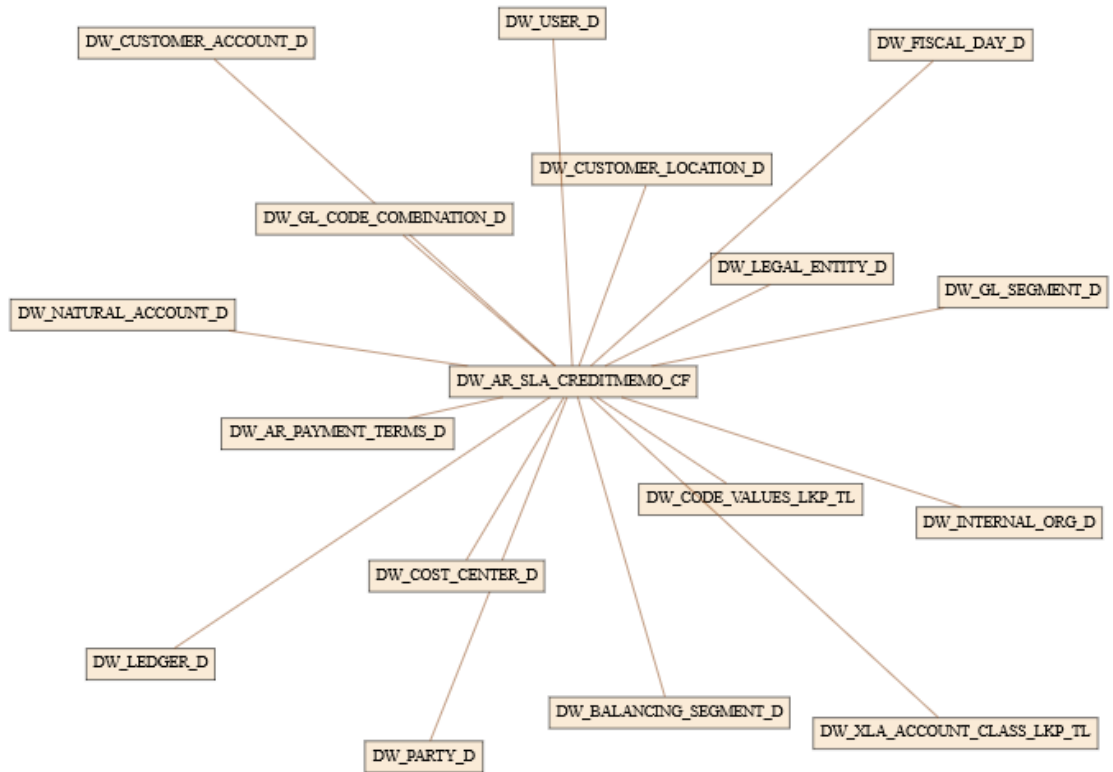 DW_USER_D
DW_CUSTOMER_ACCOUNT_D
DW_FISCAL_DAY_D
DW_CUSTOMER_LOCATION_D
DW_GL_CODE_COMBINATION_D
DW_LEGAL_ENTITY_D
DW_GL_SEGMENT_D
DW_NATURAL_ACCOUNT_D
DW_AR_SLA_CREDITMEMO_CF
DW_AR_PAYMENT_TERMS_D
DW_CODE_VALUES_LKP_TL
DW_INTERNAL_ORG_D
DW_COST_CENTER_D
DW_LEDGER_D
DW_BALANCING_SEGMENT_D
DW_XLA_ACCOUNT_CLASS_LKP_TL
DW_PARTY_D